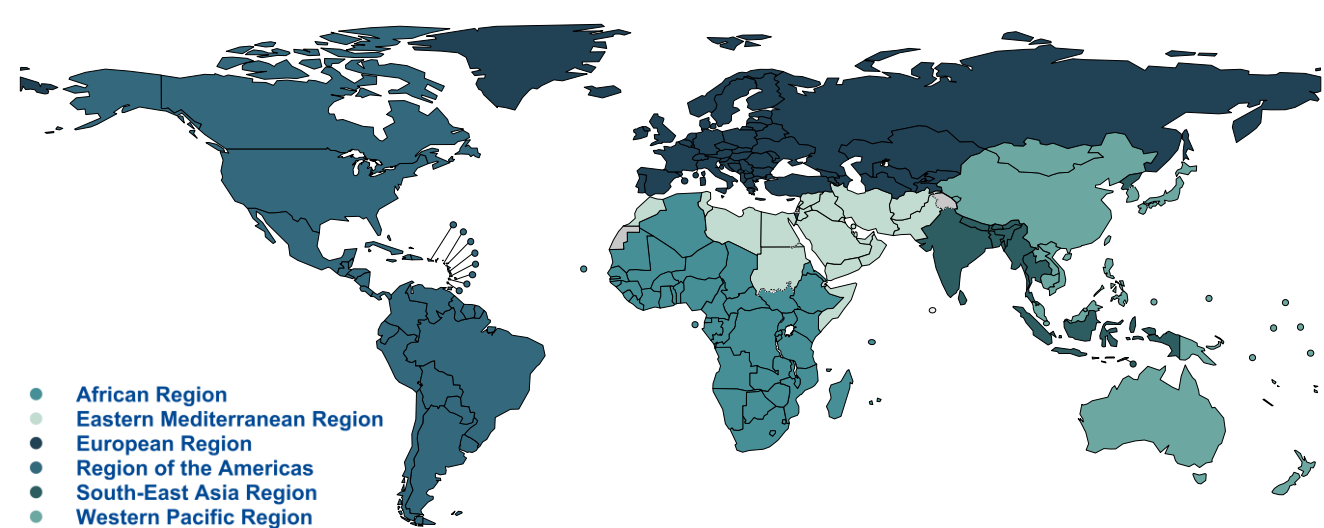 African Region
Eastern Mediterranean Region
European Region
Region of the Americas
South-East Asia Region
Western Pacific Region